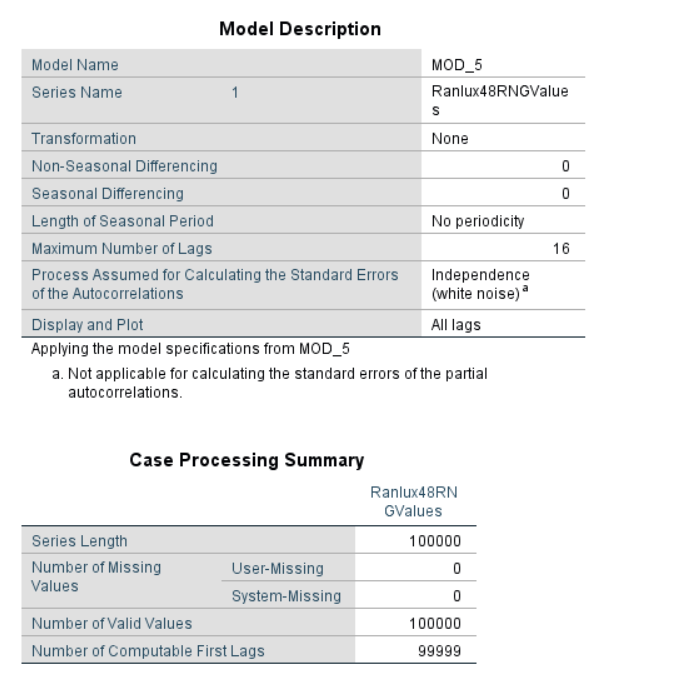 Model Description
Model Name MOD_5
Series Name 1 Ranlux48RNGValue
s
Transformation None
Non-Seasonal Differencing 0
Seasonal Differencing 0
Length of Seasonal Period No periodicity
Maximum Number of Lags 16
Process Assumed for Calculating the Standard Errors Independence
of the Autocorrelations (white noise) a
Display and Plot All lags
Applying the model specifications from MOD_5
a. Not applicable for calculating the standard errors of the partial
autocorrelations.
Case Processing Summary
Ranlux48RN
GValues
Series Length 100000
Number of Missing User-Missing 0
Values
System-Missing 0
Number of Valid Values 100000
Number of Computable First Lags 99999